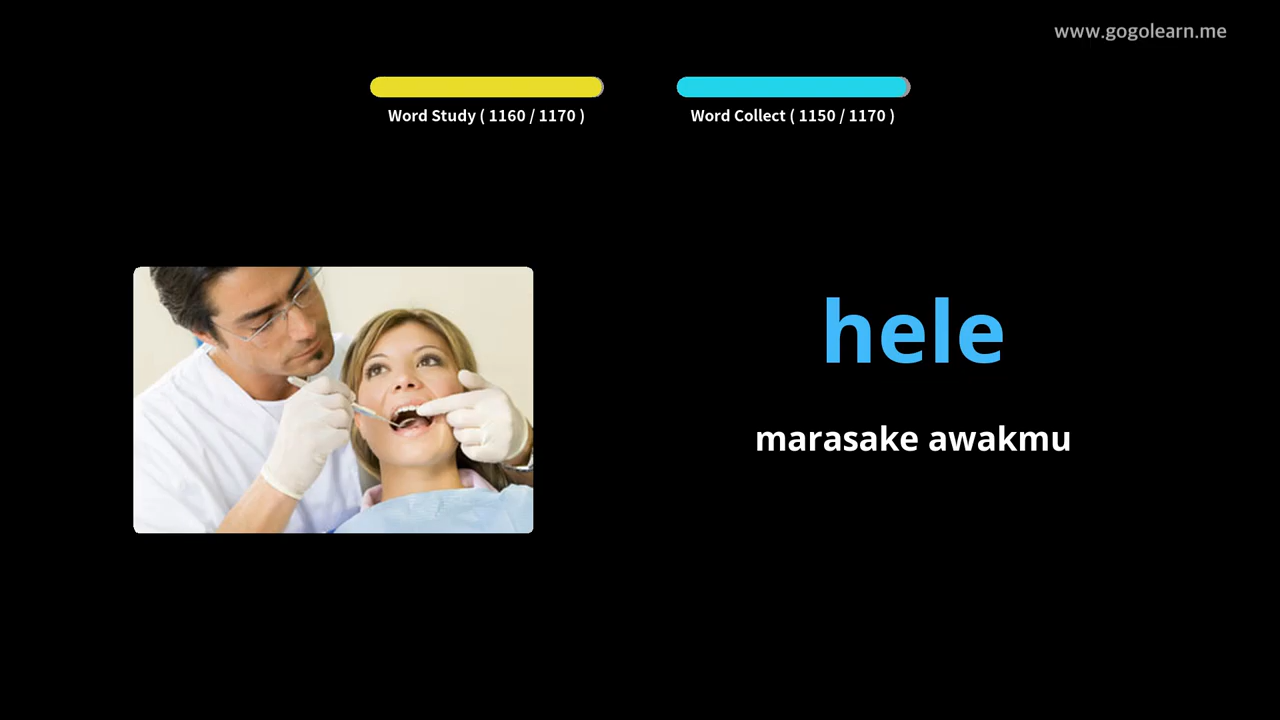 www.gogolearn.me
Word Study ( 1160 / 1170 )
Word Collect ( 1150 / 1170 )
hele
marasake awakmu